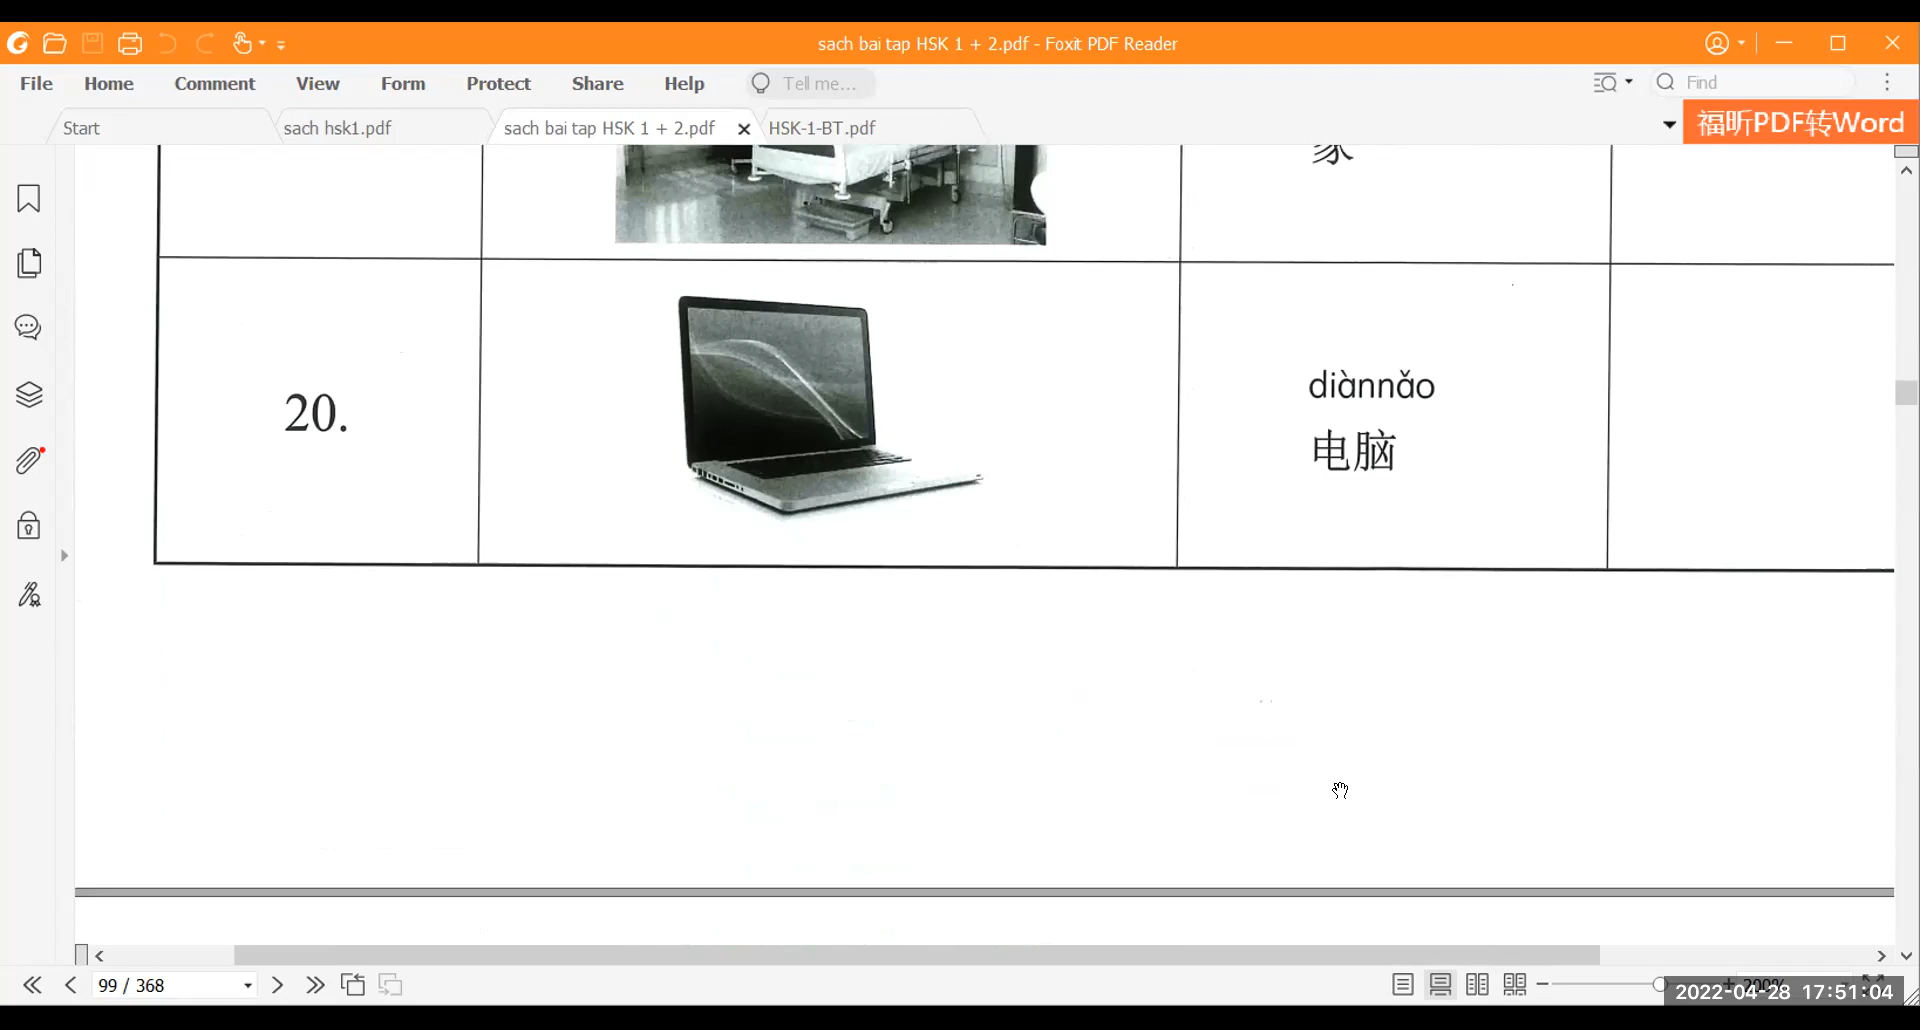 sach bai tap HSK 1 + 2.pdf - Foxit PDF Reader
File Home Comment View Form Protect Share Help Tell me... Find
Start sach hsk1.pdf sach bai tap HSK 1 + 2.pdf HSK-1-BT.pdf 福昕PDF转Word
家
20.
diànnǎo
电脑
99 / 368
200%
2022-04-28 17:51:04